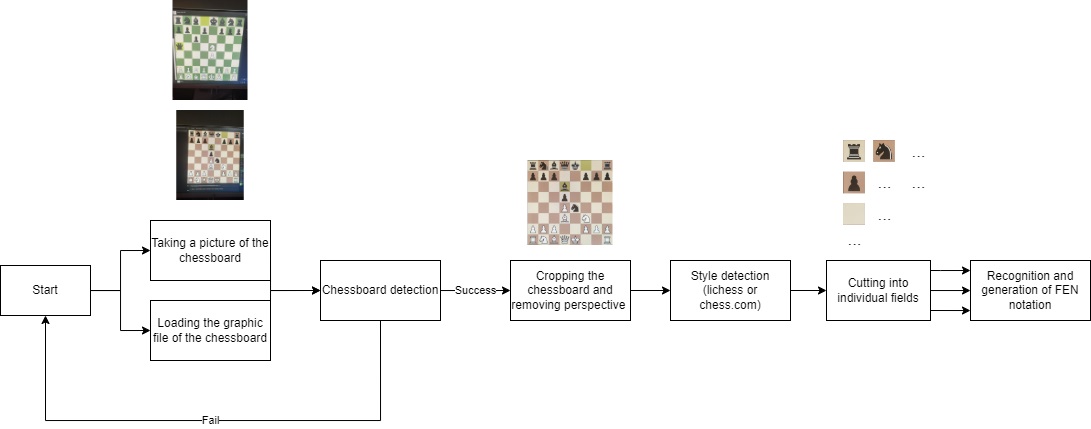 Start
Taking a picture of the
chessboard
Loading the graphic
file of the chessboard
Chessboard detection
Success
Fail
Cropping the
chessboard and
removing perspective
Style detection
(lichess or
chess.com)
...
... ...
...
...
Cutting into
individual fields
Recognition and
generation of FEN
notation